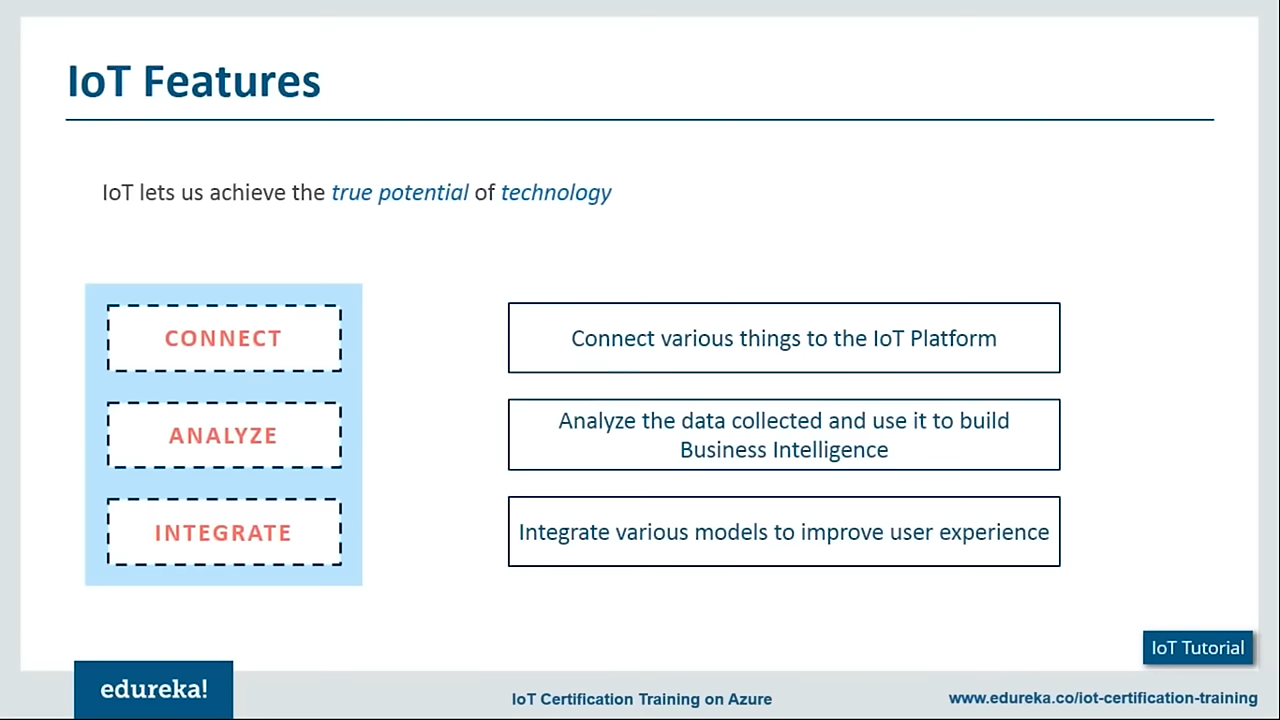 IoT Features
IoT lets us achieve the true potential of technology
CONNECT
Connect various things to the IoT Platform
ANALYZE
Analyze the data collected and use it to build
Business Intelligence
INTEGRATE
Integrate various models to improve user experience
IoT Tutorial
edureka!
IoT Certification Training on Azure
www.edureka.co/iot-certification-training